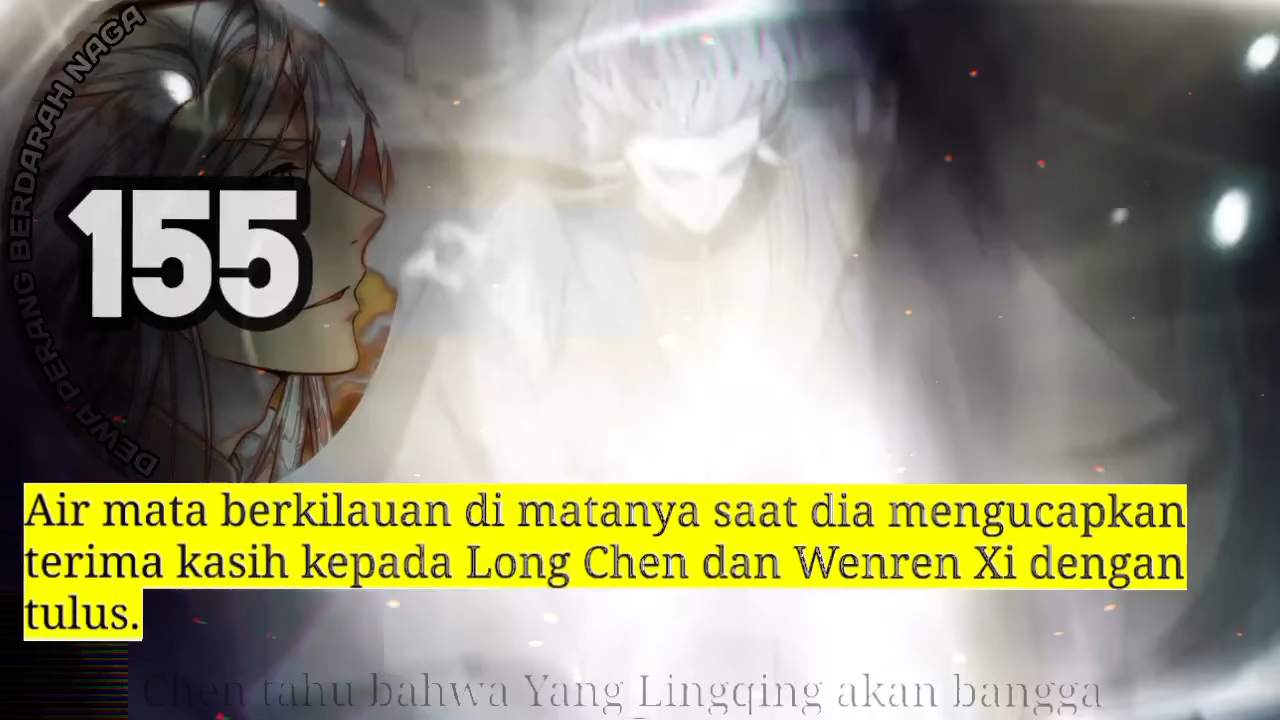 DEWA PERANG BERDARAH NAGA
155
Air mata berkilauan di matanya saat dia mengucapkan
terima kasih kepada Long Chen dan Wenren Xi dengan
tulus.
Chen tahu bahwa Yang Lingqing akan bangga